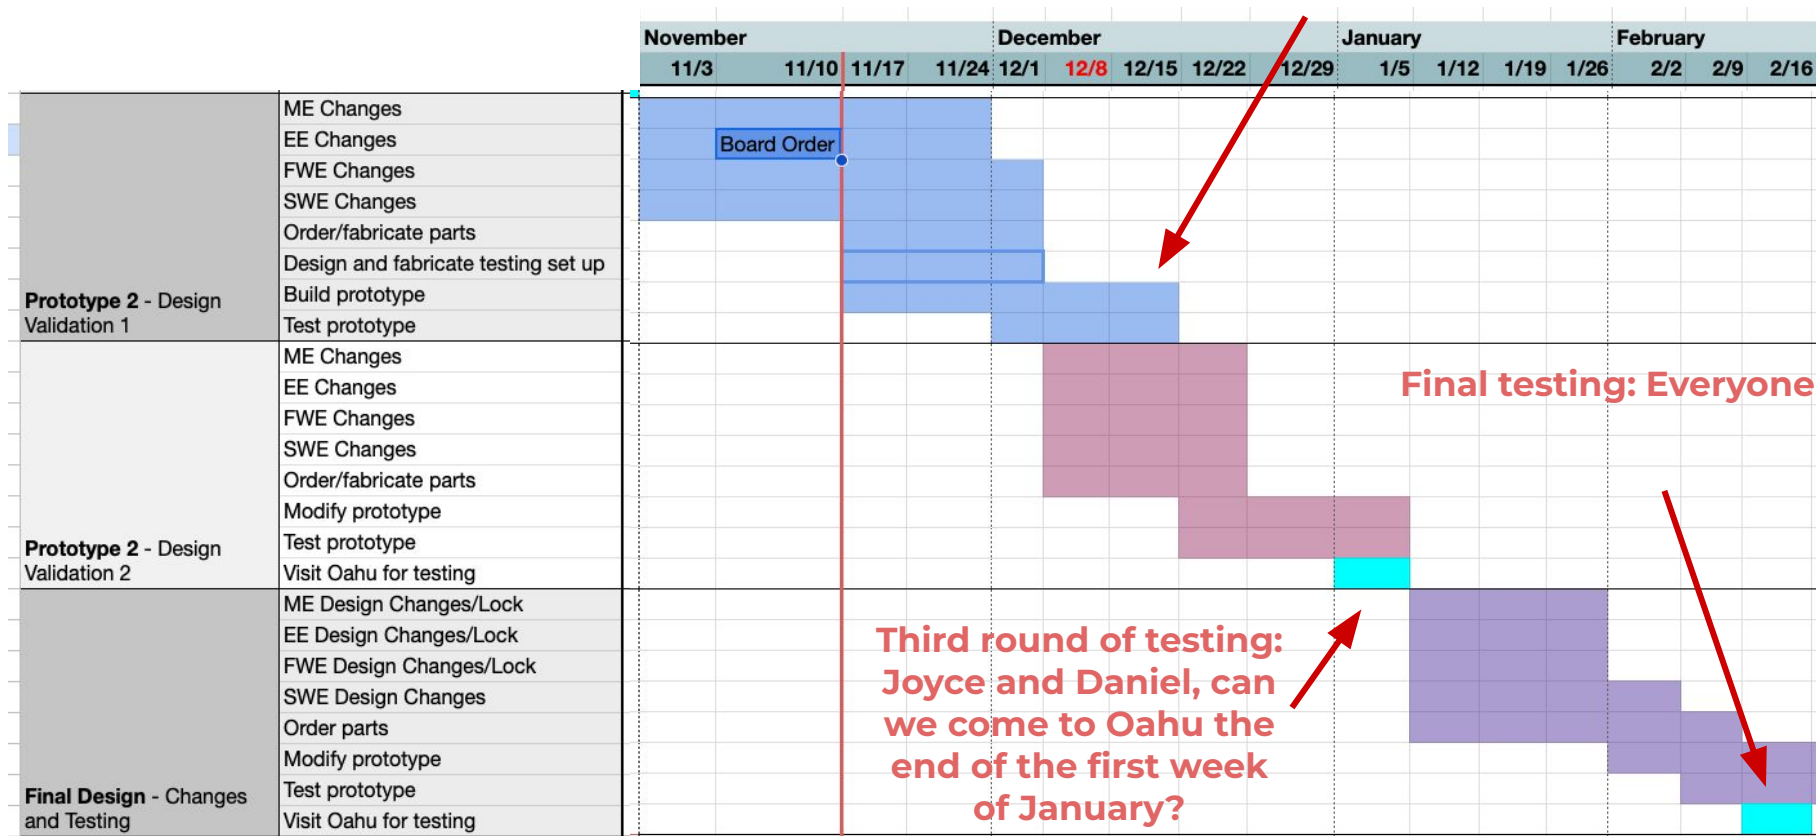 November December January February
11/3 11/10 11/17 11/24 12/1 12/8 12/15 12/22 12/29 1/5 1/12 1/19 1/26 2/2 2/9 2/16
Prototype 2 - Design
Validation 1
ME Changes
EE Changes
Board Order
FWE Changes
SWE Changes
Order/fabricate parts
Design and fabricate testing set up
Build prototype
Test prototype
Prototype 2 - Design
Validation 2
ME Changes
EE Changes
FWE Changes
SWE Changes
Order/fabricate parts
Modify prototype
Test prototype
Visit Oahu for testing
Final testing: Everyone
Final Design - Changes
and Testing
ME Design Changes/Lock
EE Design Changes/Lock
FWE Design Changes/Lock
SWE Design Changes
Order parts
Modify prototype
Test prototype
Visit Oahu for testing
Third round of testing:
Joyce and Daniel, can
we come to Oahu the
end of the first week
of January?